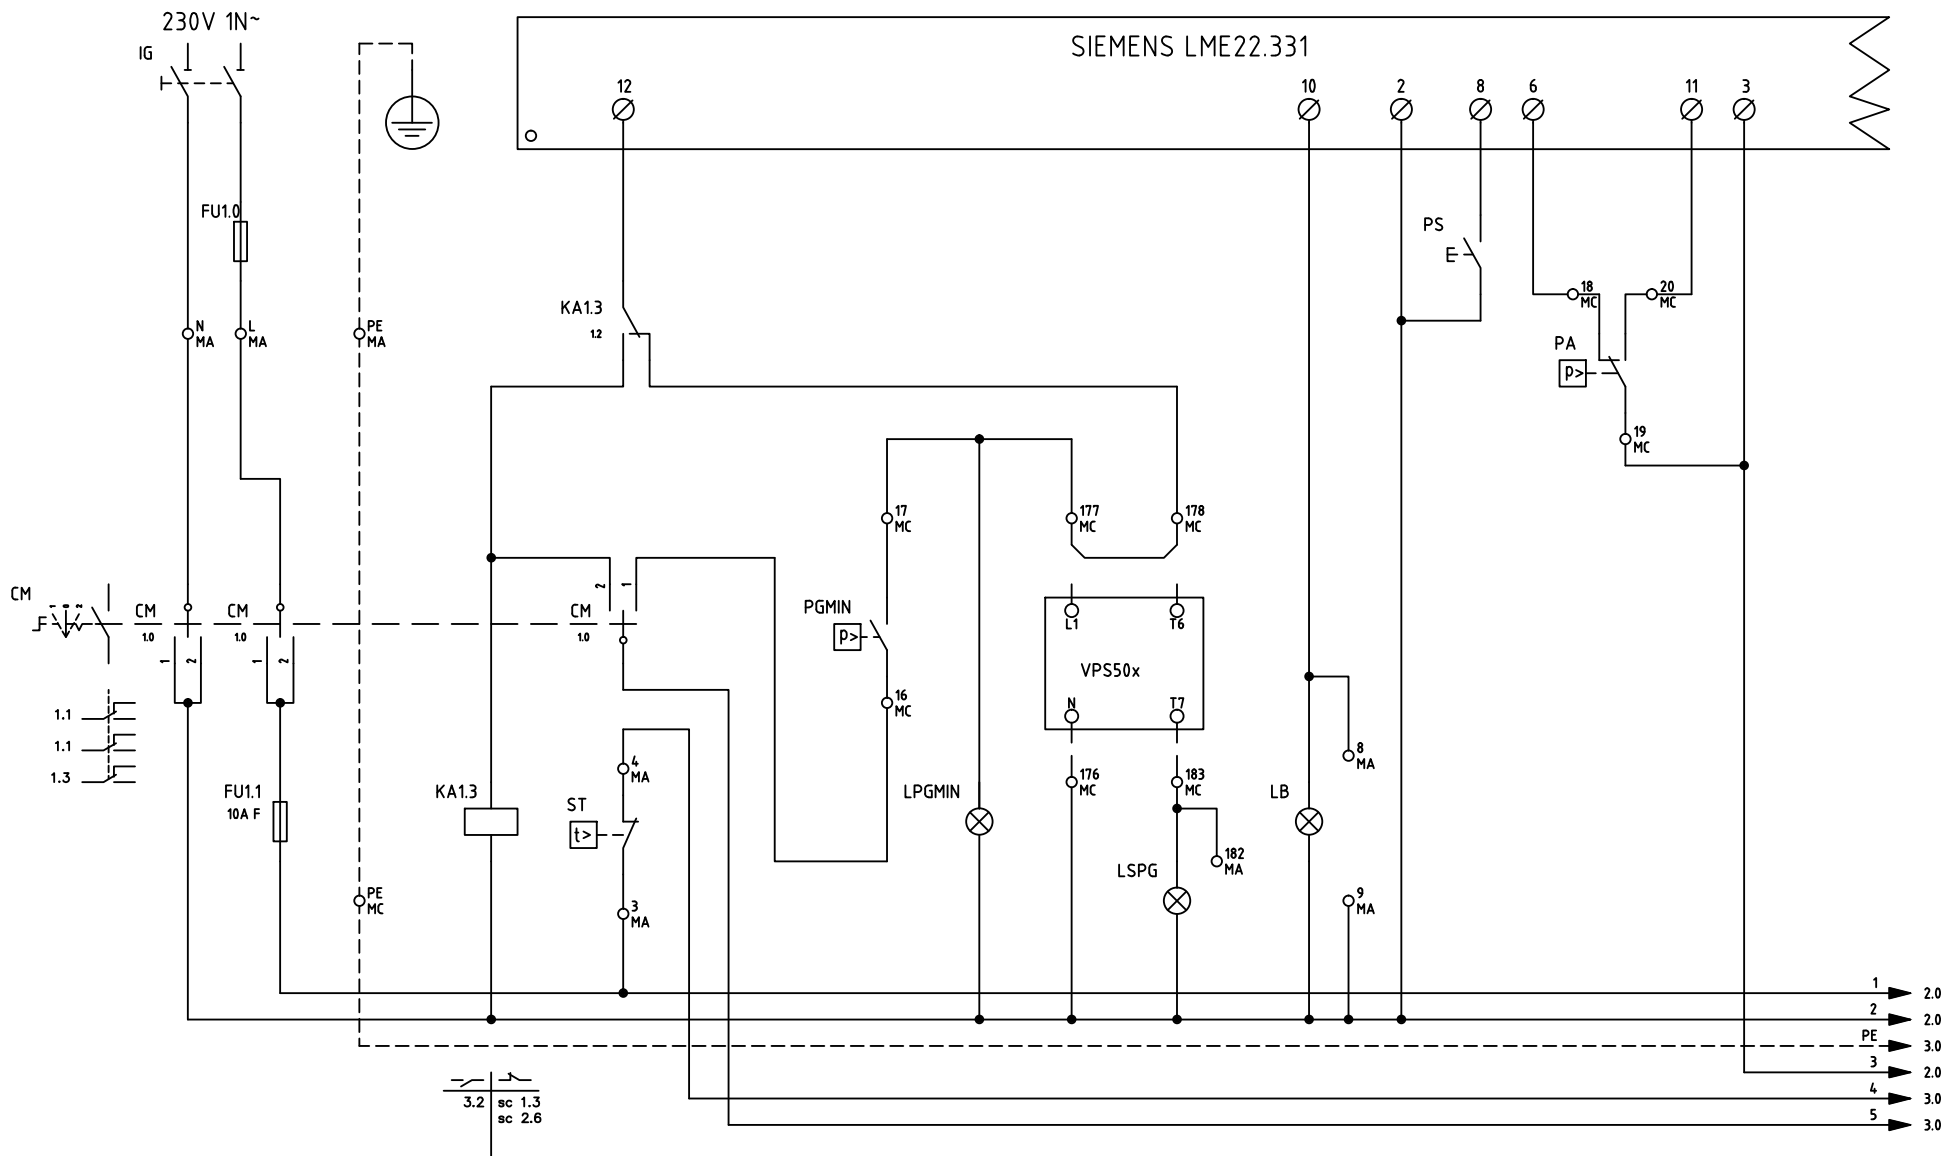 230V 1N~
IG
SIEMENS LME22.331
12
10
2
8
6
11
3
FU1.0
PS
18
MC
20
MC
KA1.3
1.2
N
MA
L
MA
PE
MA
PA
p>
19
MC
17
MC
177
MC
178
MC
CM
1
0
2
CM
1.0
CM
1.0
2
1
CM
1.0
PGMIN
p>
L1
T6
1
2
1
2
VPS50x
16
MC
N
T7
1.1
1.1
1.3
4
MA
8
MA
FU1.1
10A F
KA1.3
ST
t>
LPGMIN
176
MC
183
MC
LB
182
MA
LSPG
PE
MC
3
MA
9
MA
1
2.0
2
2.0
PE
3.0
3
2.0
4
3.0
5
3.0
3.2
sc 1.3
sc 2.6